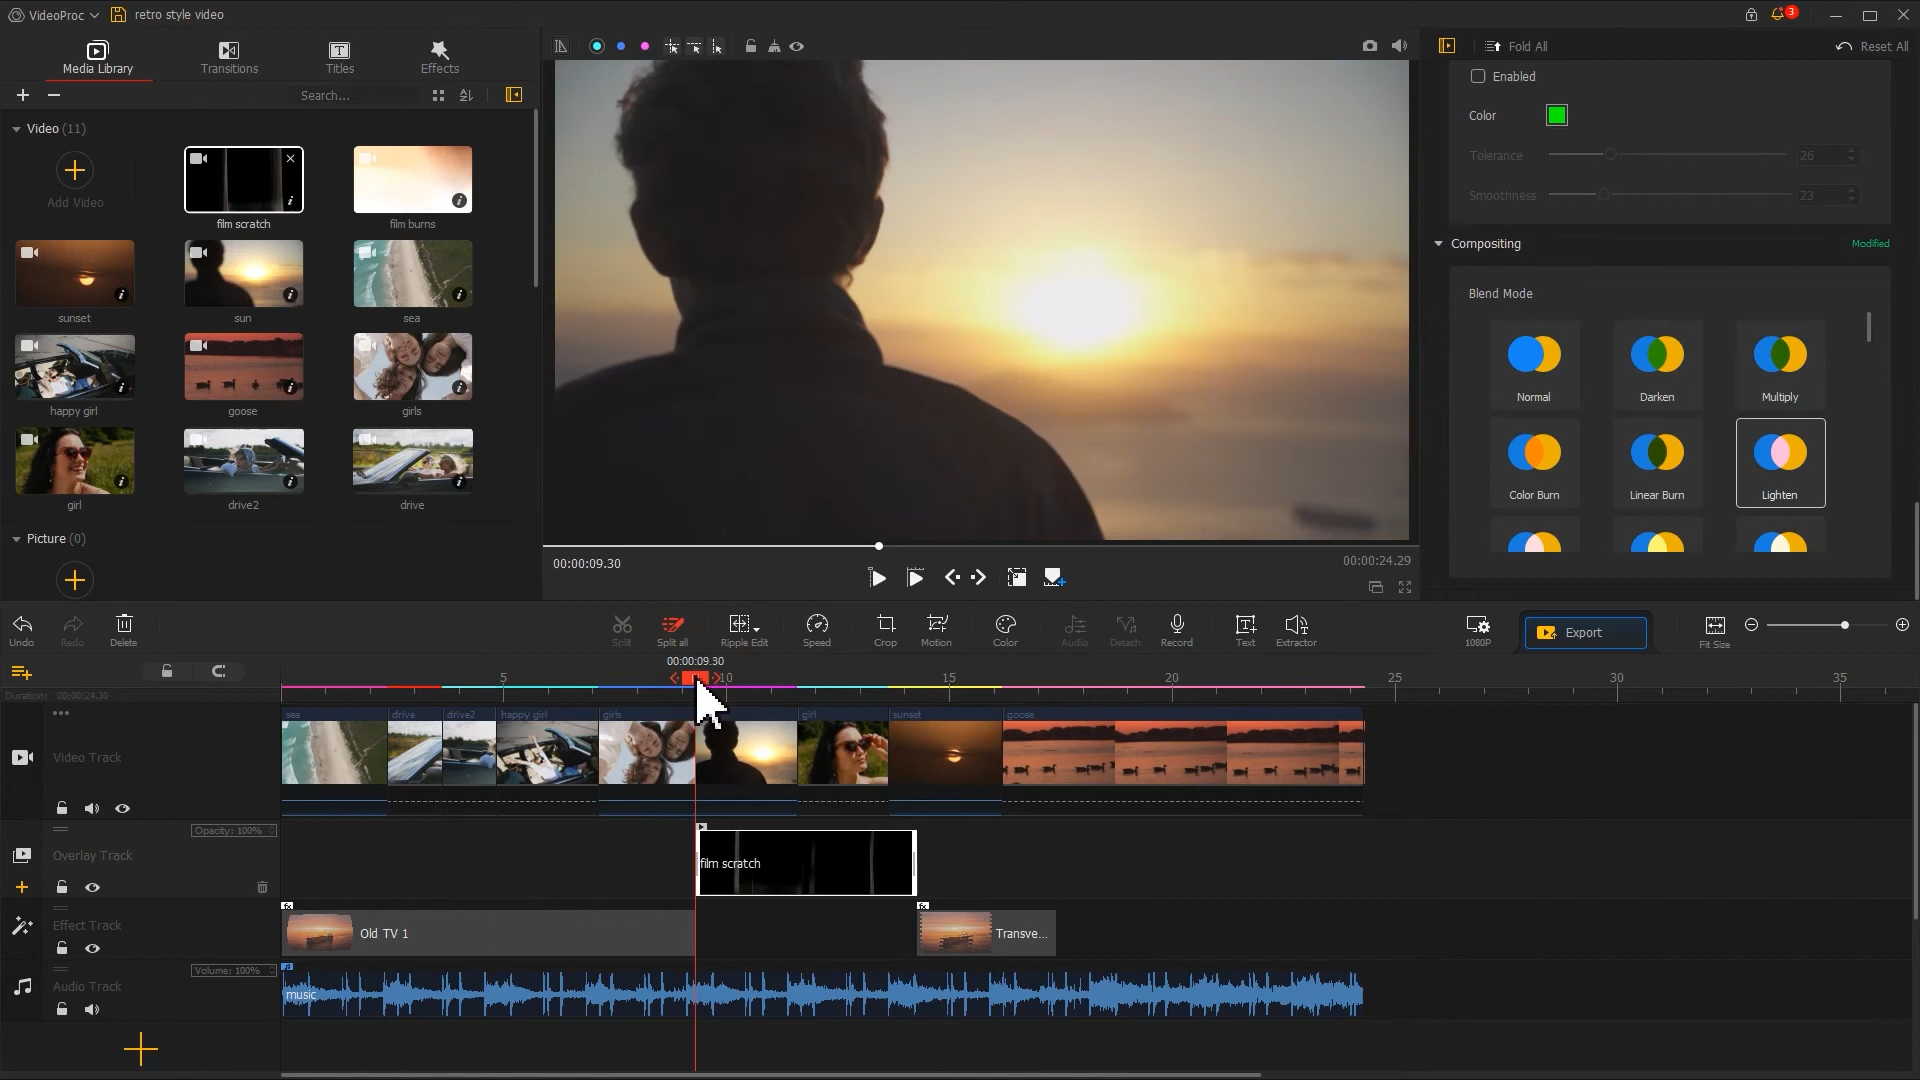 VideoProc
retro style video
3
Media Library
Transitions
Titles
Effects
Search...
Fold All
Reset All
Video (11)
Add Video
film scratch
film burns
sunset
sun
sea
happy girl
goose
girls
girl
drive2
drive
Picture (0)
00:00:09.30
00:00:24.29
Enabled
Color
Tolerance
26
Smoothness
23
Compositing
Modified
Blend Mode
Normal
Darken
Multiply
Color Burn
Linear Burn
Lighten
Undo
Redo
Delete
Split
Split all
Ripple Edit
Speed
Crop
Motion
Color
Audio
Detach
Record
Text
Extractor
1080P
Export
Fit Size
00:00:09.30
5
10
15
20
25
30
35
Duration: 00:00:24.30
sea
drive
drive2
happy girl
girls
girl
sunset
goose
Video Track
Opacity: 100%
Overlay Track
film scratch
Effect Track
Old TV 1
Transve...
Volume: 100%
Audio Track
music